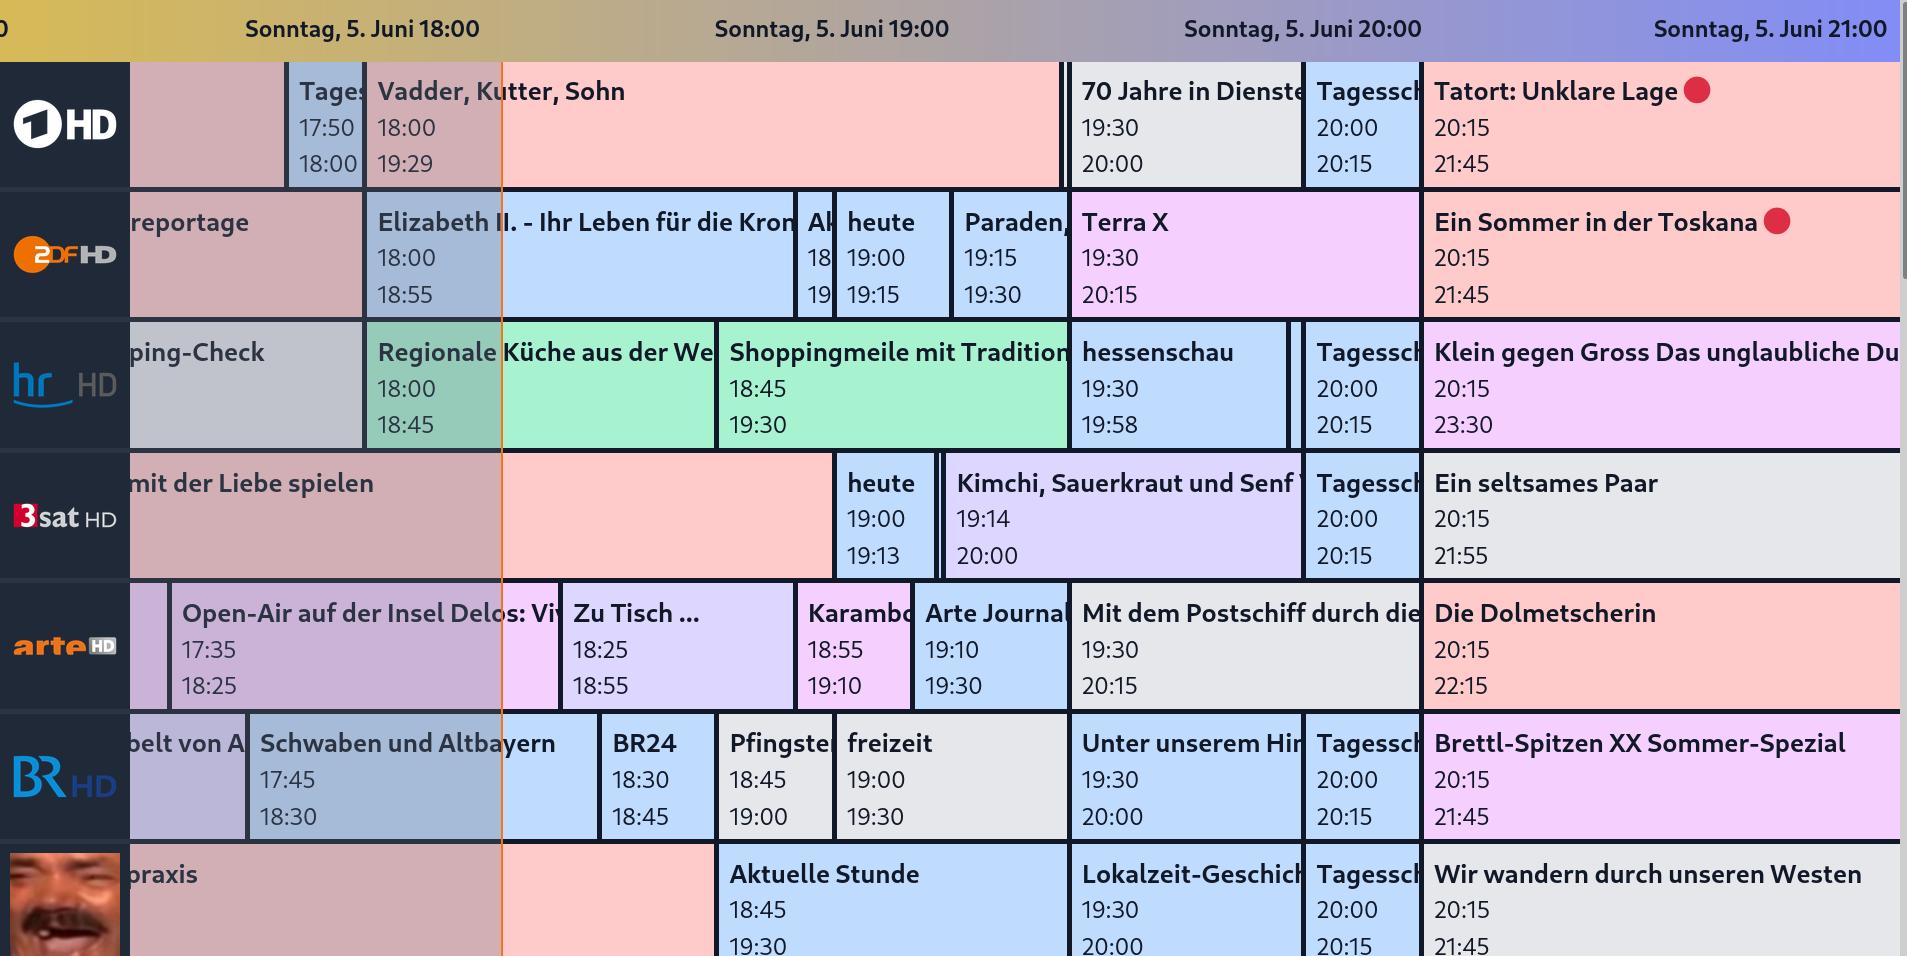 0
Sonntag, 5. Juni 18:00
Sonntag, 5. Juni 19:00
Sonntag, 5. Juni 20:00
Sonntag, 5. Juni 21:00
1 HD
Tages
17:50
18:00
Vadder, Kutter, Sohn
18:00
19:29
70 Jahre in Dienste
19:30
20:00
Tagessch
20:00
20:15
Tatort: Unklare Lage
20:15
21:45
2DF HD
reportage
Elizabeth II. - Ihr Leben für die Kron
18:00
18:55
Ak
18
19
heute
19:00
19:15
Paraden,
19:15
19:30
Terra X
19:30
20:15
Ein Sommer in der Toskana
20:15
21:45
hr HD
ping-Check
Regionale Küche aus der We
18:00
18:45
Shoppingmeile mit Tradition
18:45
19:30
hessenschau
19:30
19:58
Tagessch
20:00
20:15
Klein gegen Gross Das unglaubliche Du
20:15
23:30
3sat HD
mit der Liebe spielen
heute
19:00
19:13
Kimchi, Sauerkraut und Senf
19:14
20:00
Tagessch
20:00
20:15
Ein seltsames Paar
20:15
21:55
arte HD
Open-Air auf der Insel Delos: Viv
17:35
18:25
Zu Tisch ...
18:25
18:55
Karambo
18:55
19:10
Arte Journal
19:10
19:30
Mit dem Postschiff durch die
19:30
20:15
Die Dolmetscherin
20:15
22:15
BR HD
belt von A
Schwaben und Altbayern
17:45
18:30
BR24
18:30
18:45
Pfingsten
18:45
19:00
freizeit
19:00
19:30
Unter unserem Him
19:30
20:00
Tagessch
20:00
20:15
Brettl-Spitzen XX Sommer-Spezial
20:15
21:45
praxis
Aktuelle Stunde
18:45
19:30
Lokalzeit-Geschich
19:30
20:00
Tagessch
20:00
20:15
Wir wandern durch unseren Westen
20:15
21:45